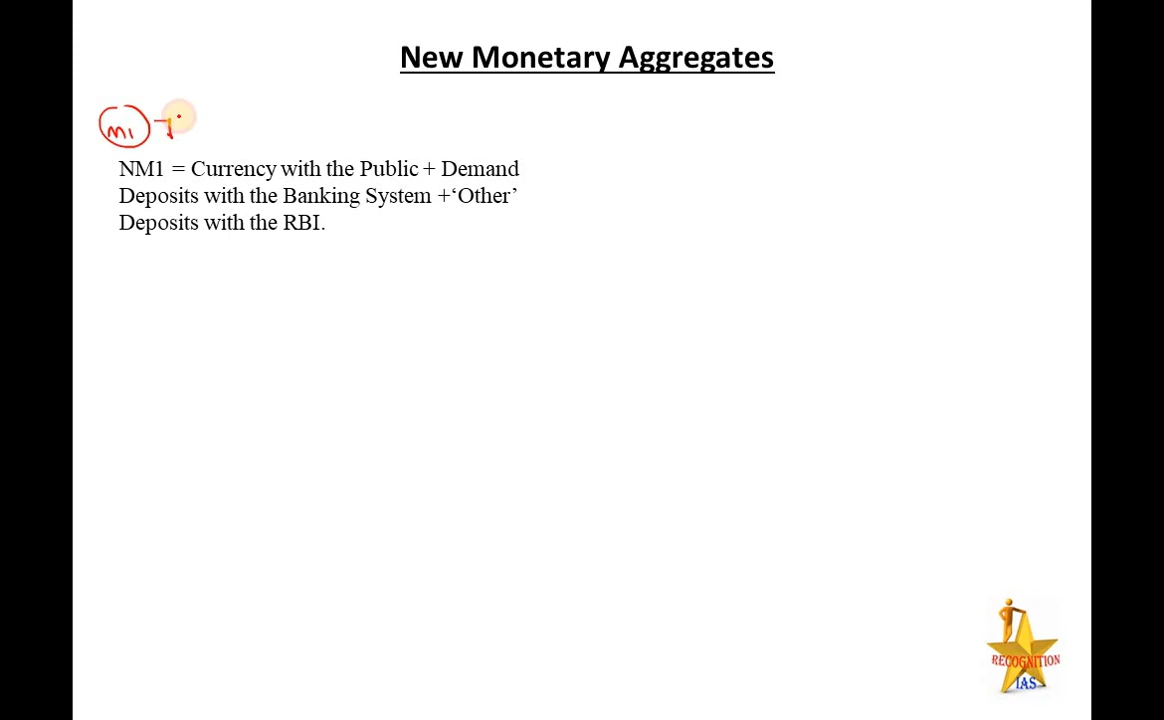 New Monetary Aggregates
M1 -
NM1 = Currency with the Public + Demand
Deposits with the Banking System +‘Other’
Deposits with the RBI.
RECOGNITION
IAS